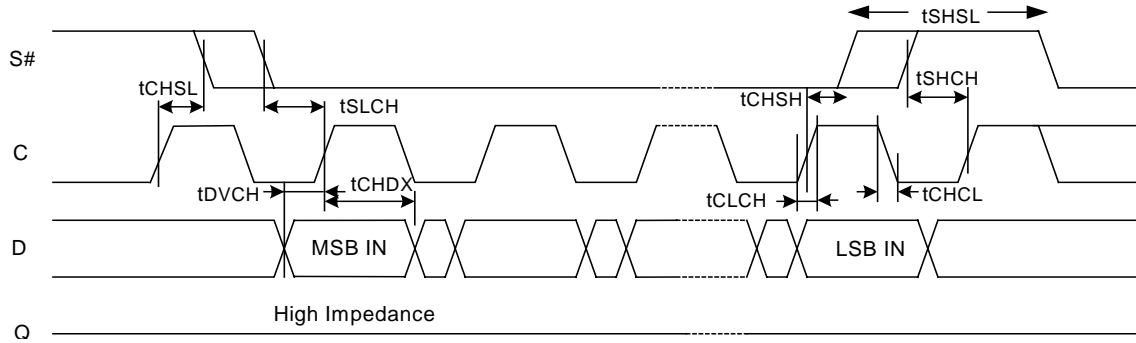 tSHSL
S#
tCHSL
tSLCH
tCHSH
tSHCH
C
tDVCH
tCHDX
tCLCH
tCHCL
D
MSB IN
LSB IN
High Impedance
Q